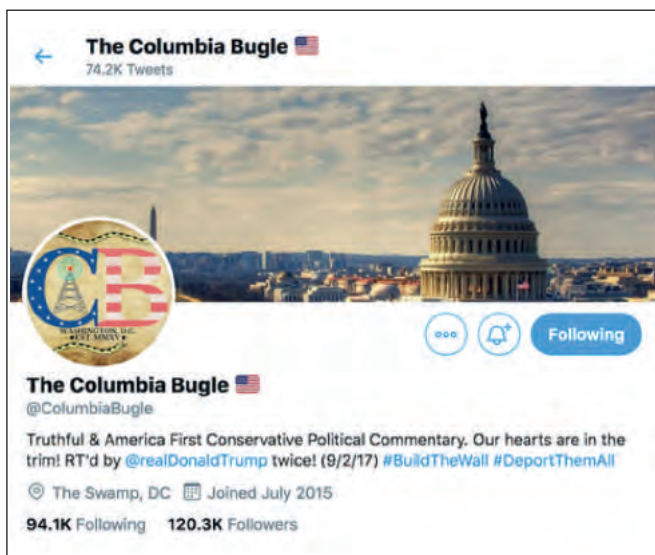 The Columbia Bugle 🇺🇸
74.2K Tweets
CB
WASHINGTON, D.C.
EST. MMXV
Following
The Columbia Bugle 🇺🇸
@ColumbiaBugle
Truthful & America First Conservative Political Commentary. Our hearts are in the
trim! RT'd by @realDonaldTrump twice! (9/2/17) #BuildTheWall #DeportThemAll
The Swamp, DC Joined July 2015
94.1K Following 120.3K Followers